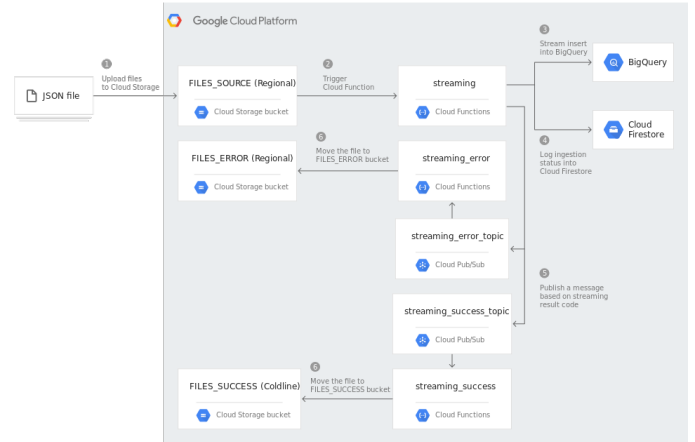 Google Cloud Platform
1
Upload files
to Cloud Storage
JSON file
FILES_SOURCE (Regional)
Cloud Storage bucket
2
Trigger
Cloud Function
streaming
Cloud Functions
3
Stream insert
into BigQuery
BigQuery
Cloud
Firestore
4
Log ingestion
status into
Cloud Firestore
FILES_ERROR (Regional)
Cloud Storage bucket
6
Move the file to
FILES_ERROR bucket
streaming_error
Cloud Functions
streaming_error_topic
Cloud Pub/Sub
5
Publish a message
based on streaming
result code
streaming_success_topic
Cloud Pub/Sub
FILES_SUCCESS (Coldline)
Cloud Storage bucket
6
Move the file to
FILES_SUCCESS bucket
streaming_success
Cloud Functions